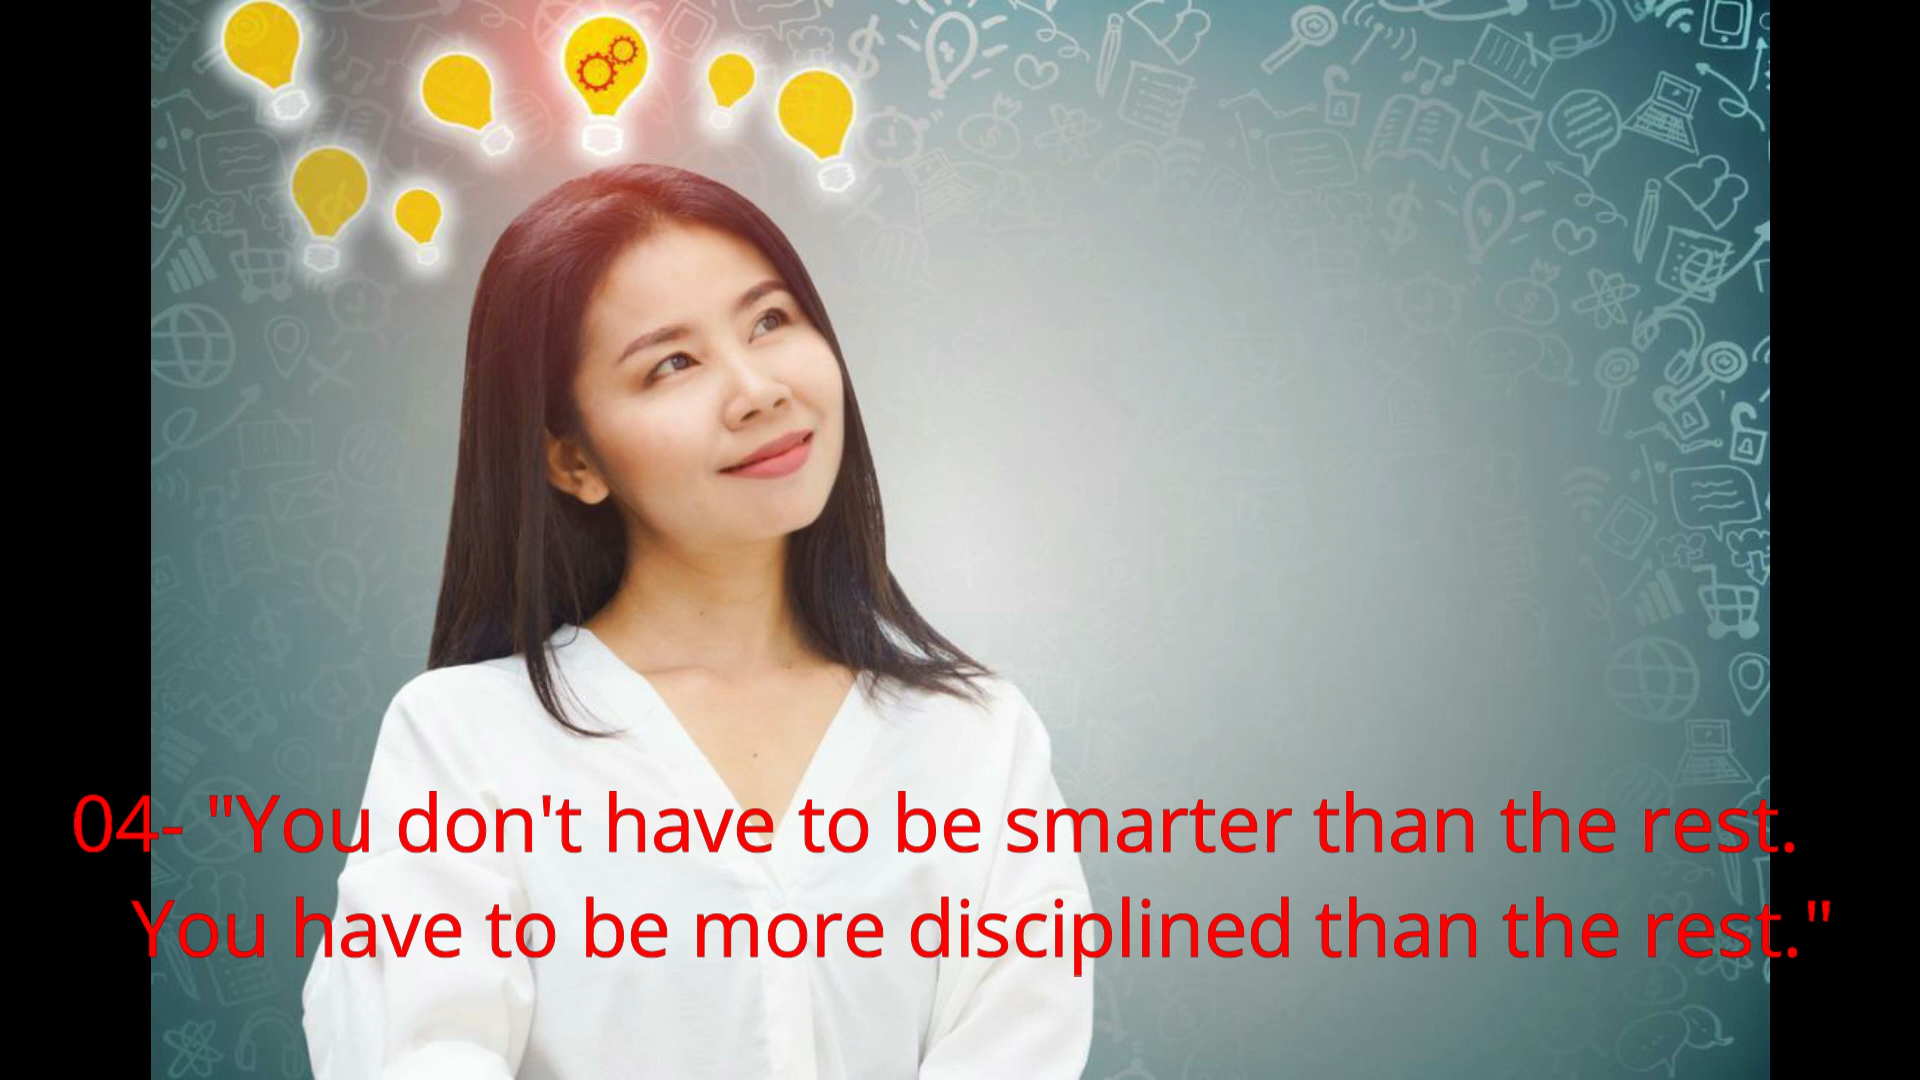 04- "You don't have to be smarter than the rest.
You have to be more disciplined than the rest."